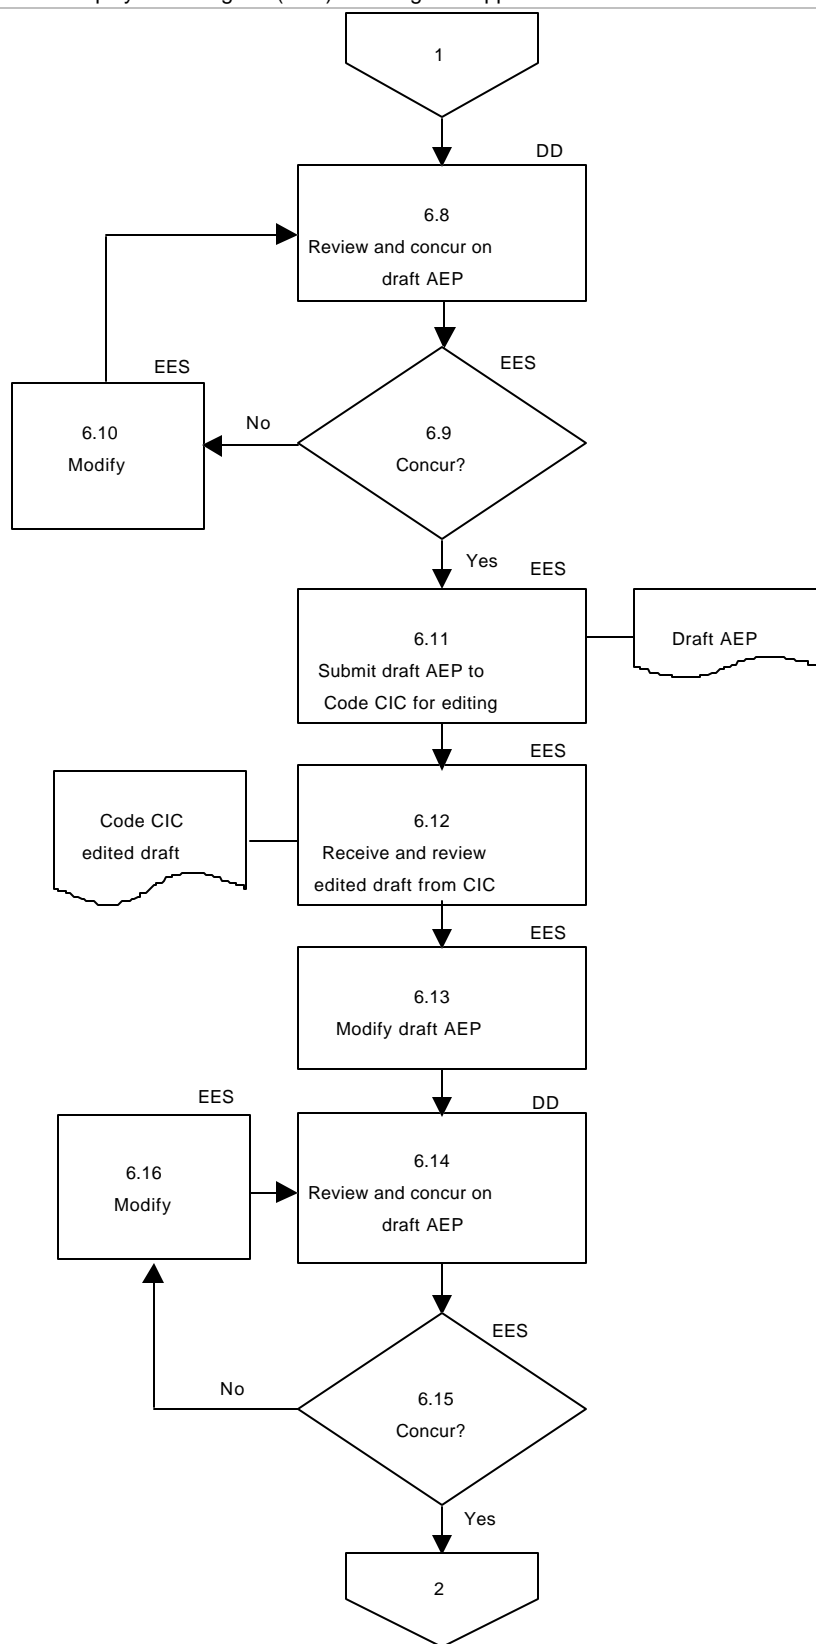 1
DD
6.8
Review and concur on
draft AEP
EES
EES
No
6.10
Modify
6.9
Concur?
Yes
EES
6.11
Submit draft AEP to
Code CIC for editing
Draft AEP
EES
Code CIC
edited draft
6.12
Receive and review
edited draft from CIC
EES
6.13
Modify draft AEP
EES
DD
6.16
Modify
6.14
Review and concur on
draft AEP
EES
No
6.15
Concur?
Yes
2